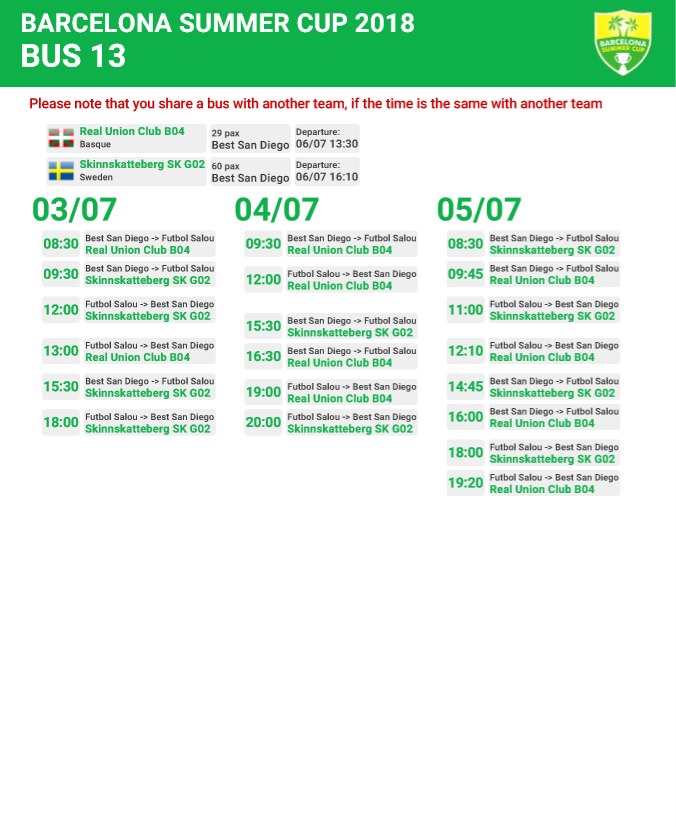 BARCELONA SUMMER CUP 2018
BUS 13
BARCELONA
SUMMER CUP
Please note that you share a bus with another team, if the time is the same with another team
Real Union Club B04
Basque
29 pax
Best San Diego
Departure:
06/07 13:30
Skinnskatteberg SK G02
Sweden
60 pax
Best San Diego
Departure:
06/07 16:10
03/07
08:30 Best San Diego -> Futbol Salou
Real Union Club B04
09:30 Best San Diego -> Futbol Salou
Skinnskatteberg SK G02
12:00 Futbol Salou -> Best San Diego
Skinnskatteberg SK G02
13:00 Futbol Salou -> Best San Diego
Real Union Club B04
15:30 Best San Diego -> Futbol Salou
Skinnskatteberg SK G02
18:00 Futbol Salou -> Best San Diego
Skinnskatteberg SK G02
04/07
09:30 Best San Diego -> Futbol Salou
Real Union Club B04
12:00 Futbol Salou -> Best San Diego
Real Union Club B04
15:30 Best San Diego -> Futbol Salou
Skinnskatteberg SK G02
16:30 Best San Diego -> Futbol Salou
Real Union Club B04
19:00 Futbol Salou -> Best San Diego
Real Union Club B04
20:00 Futbol Salou -> Best San Diego
Skinnskatteberg SK G02
05/07
08:30 Best San Diego -> Futbol Salou
Skinnskatteberg SK G02
09:45 Best San Diego -> Futbol Salou
Real Union Club B04
11:00 Futbol Salou -> Best San Diego
Skinnskatteberg SK G02
12:10 Futbol Salou -> Best San Diego
Real Union Club B04
14:45 Best San Diego -> Futbol Salou
Skinnskatteberg SK G02
16:00 Best San Diego -> Futbol Salou
Real Union Club B04
18:00 Futbol Salou -> Best San Diego
Skinnskatteberg SK G02
19:20 Futbol Salou -> Best San Diego
Real Union Club B04